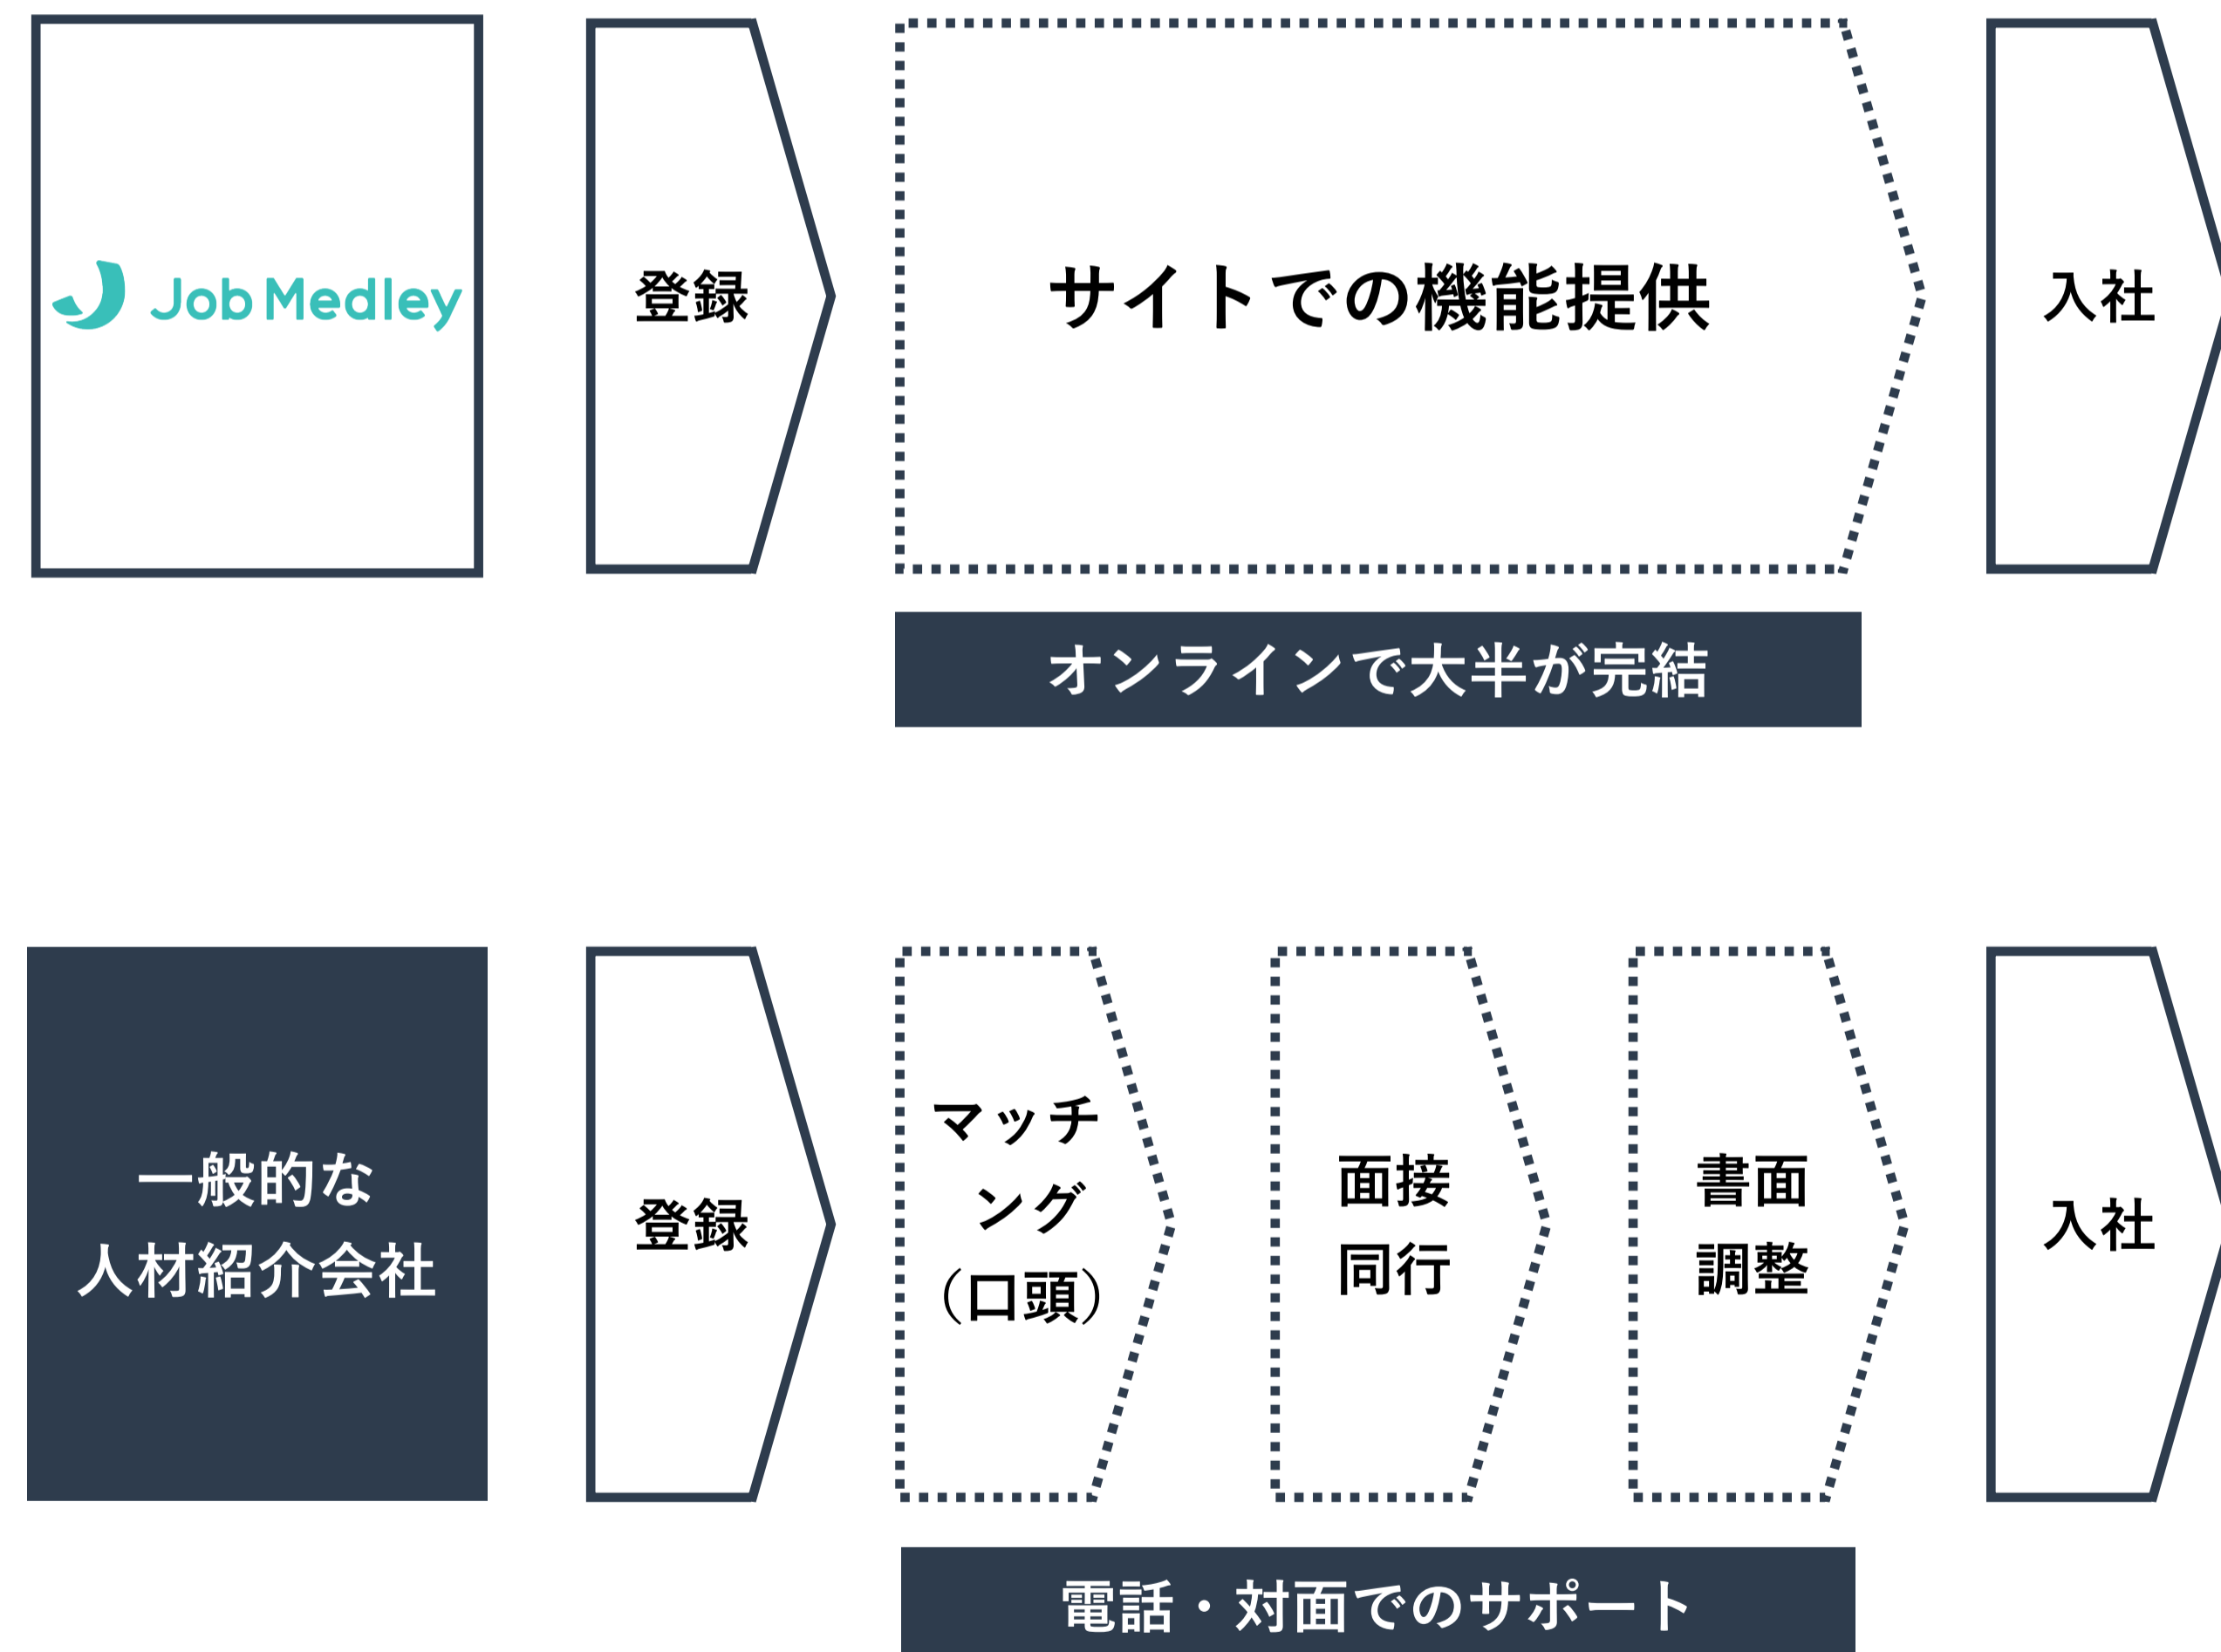 JobMedley
登録
サイトでの諸機能提供
入社
オンラインで大半が完結
一般的な
人材紹介会社
登録
マッチ
ング
(口頭)
面接
同行
書面
調整
入社
電話・対面でのサポート